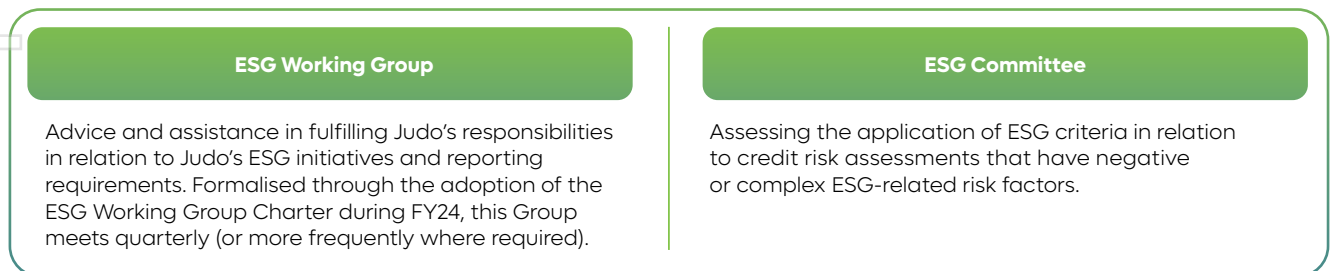 ESG Working Group
Advice and assistance in fulfilling Judo's responsibilities
in relation to Judo's ESG initiatives and reporting
requirements. Formalised through the adoption of the
ESG Working Group Charter during FY24, this Group
meets quarterly (or more frequently where required).
ESG Committee
Assessing the application of ESG criteria in relation
to credit risk assessments that have negative
or complex ESG-related risk factors.